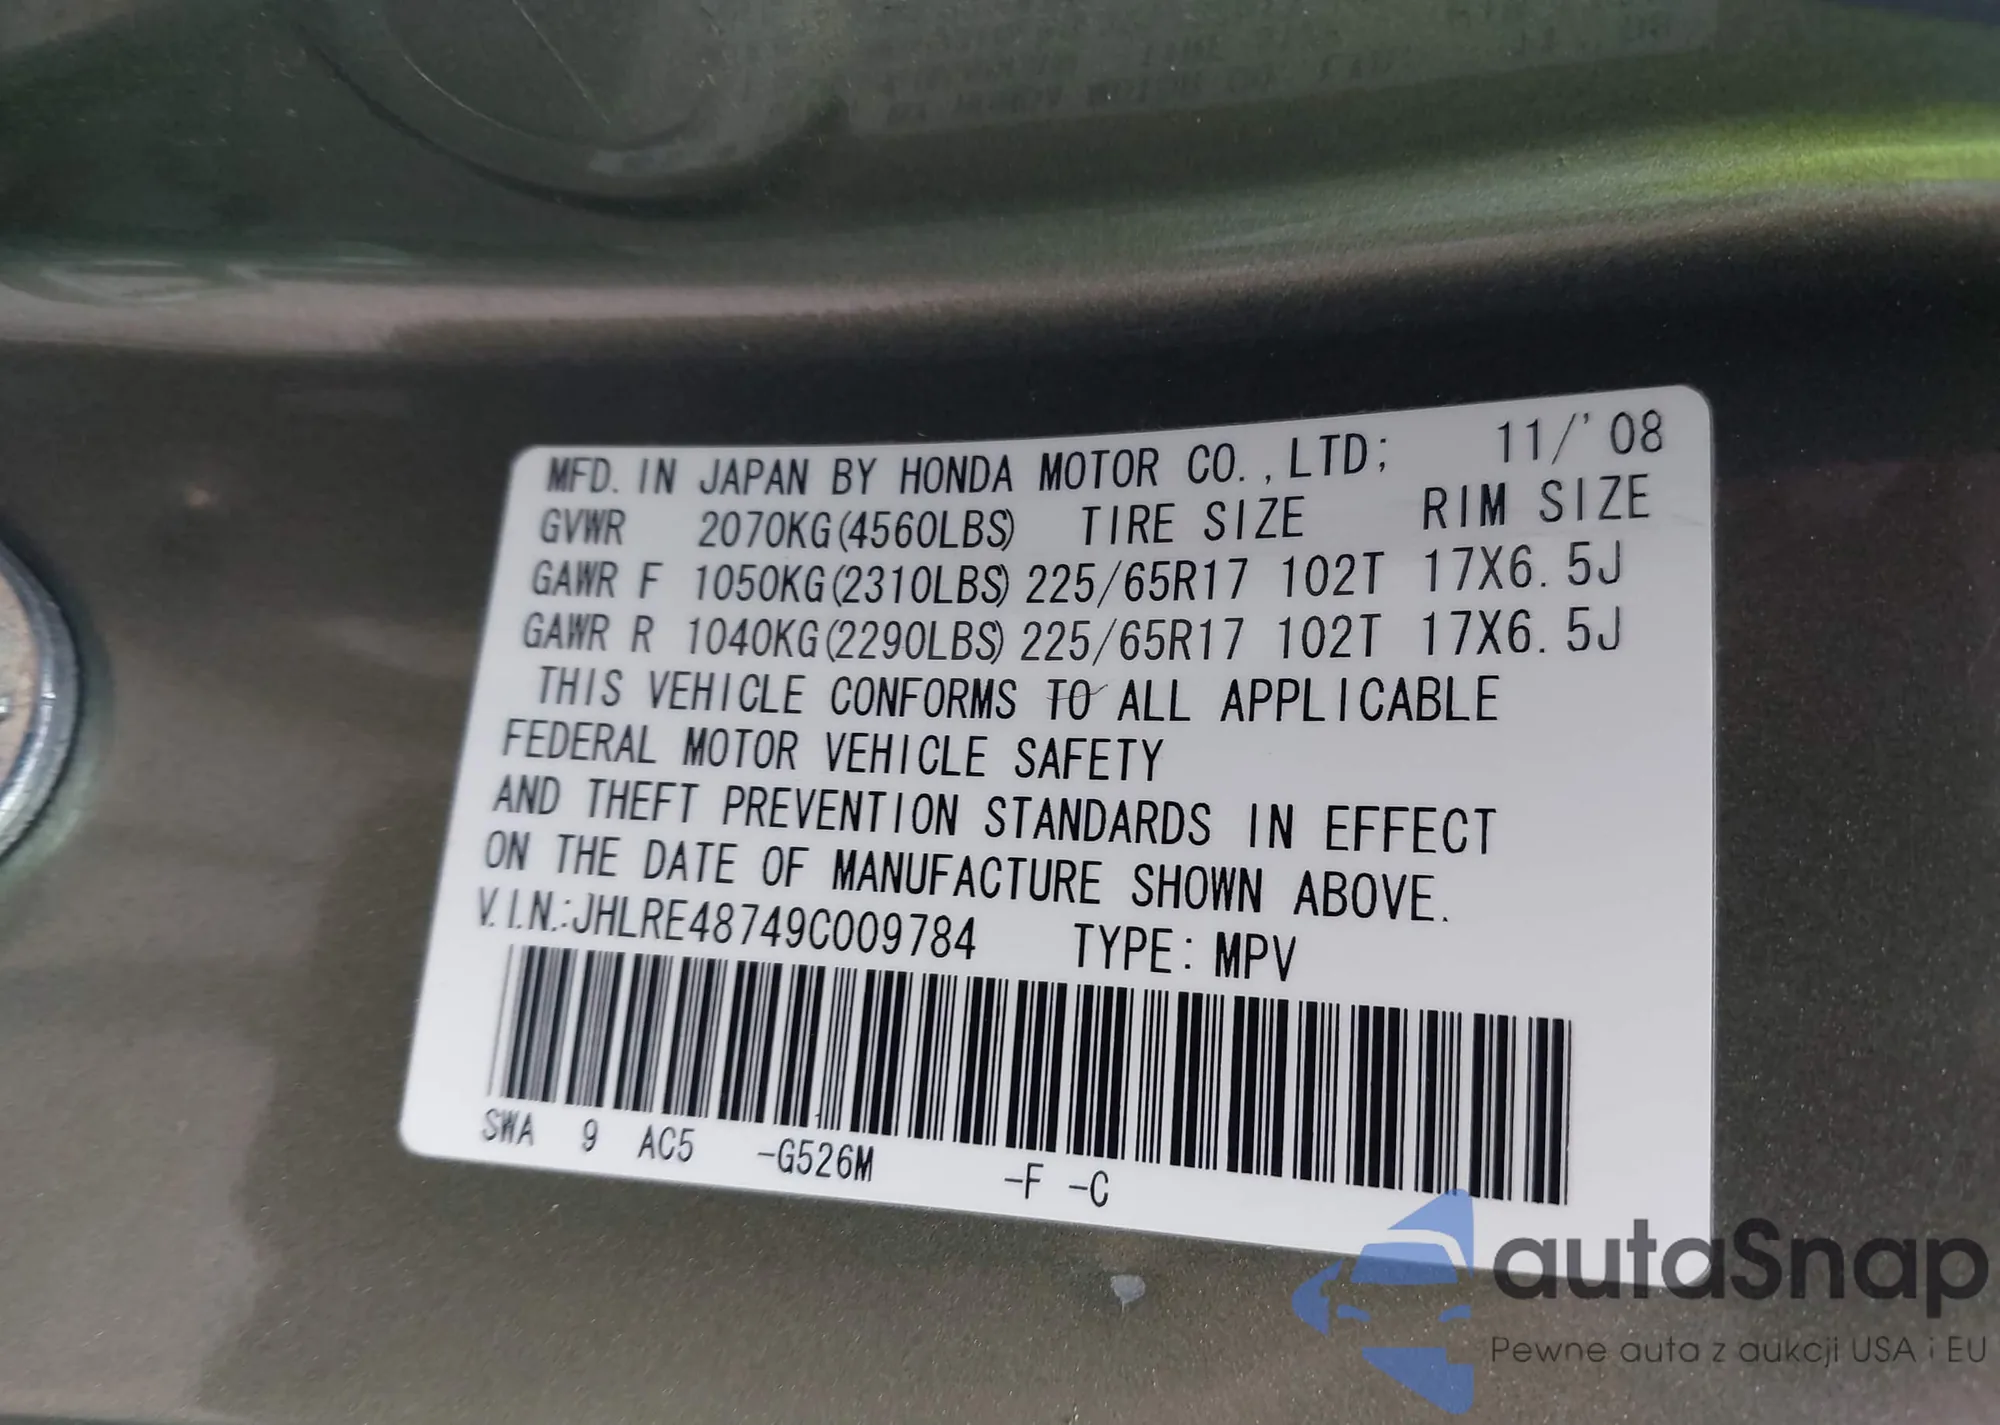 MFD. IN JAPAN BY HONDA MOTOR CO.,LTD; 11/'08
GVWR 2070KG(4560LBS) TIRE SIZE RIM SIZE
GAWR F 1050KG(2310LBS) 225/65R17 102T 17X6.5J
GAWR R 1040KG(2290LBS) 225/65R17 102T 17X6.5J
THIS VEHICLE CONFORMS TO ALL APPLICABLE
FEDERAL MOTOR VEHICLE SAFETY
AND THEFT PREVENTION STANDARDS IN EFFECT
ON THE DATE OF MANUFACTURE SHOWN ABOVE.
V.I.N.:JHLRE48749C009784 TYPE: MPV
SWA 9 AC5 -G526M -F -C
autaSnap
Pewne auta z aukcji USA i EU